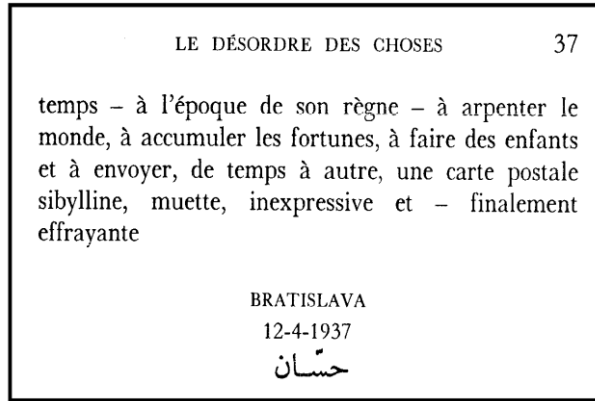 LE DÉSORDRE DES CHOSES 37
temps – à l'époque de son règne – à arpenter le
monde, à accumuler les fortunes, à faire des enfants
et à envoyer, de temps à autre, une carte postale
sibylline, muette, inexpressive et – finalement
effrayante
BRATISLAVA
12-4-1937
حسّان